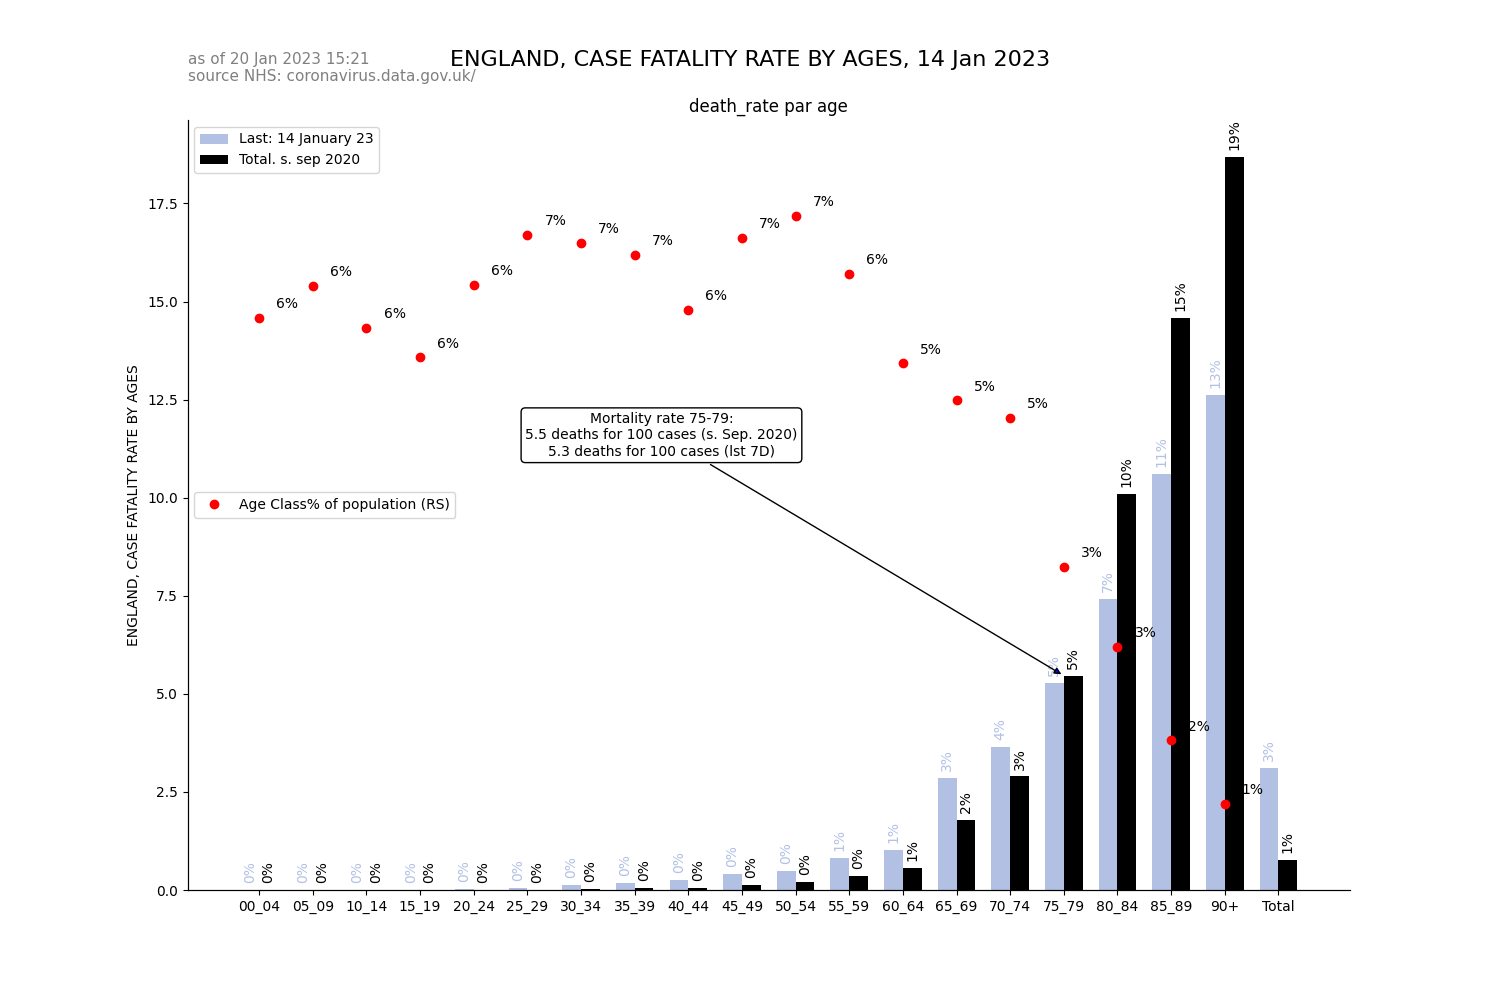 as of 20 Jan 2023 15:21
source NHS: coronavirus.data.gov.uk/
ENGLAND, CASE FATALITY RATE BY AGES, 14 Jan 2023
death_rate par age
Last: 14 January 23
Total. s. sep 2020
Age Class% of population (RS)
Mortality rate 75-79:
5.5 deaths for 100 cases (s. Sep. 2020)
5.3 deaths for 100 cases (lst 7D)
ENGLAND, CASE FATALITY RATE BY AGES
17.5
15.0
12.5
10.0
7.5
5.0
2.5
0.0
6% 6% 6% 6% 6% 7% 7% 7% 6% 7% 7% 6% 5% 5% 5% 3% 3% 2% 1%
0% 0% 0% 0% 0% 0% 0% 0% 0% 0% 0% 1% 1% 3% 4% 5% 7% 11% 13% 3%
0% 0% 0% 0% 0% 0% 0% 0% 0% 0% 0% 0% 1% 2% 3% 5% 10% 15% 19% 1%
00_04 05_09 10_14 15_19 20_24 25_29 30_34 35_39 40_44 45_49 50_54 55_59 60_64 65_69 70_74 75_79 80_84 85_89 90+ Total